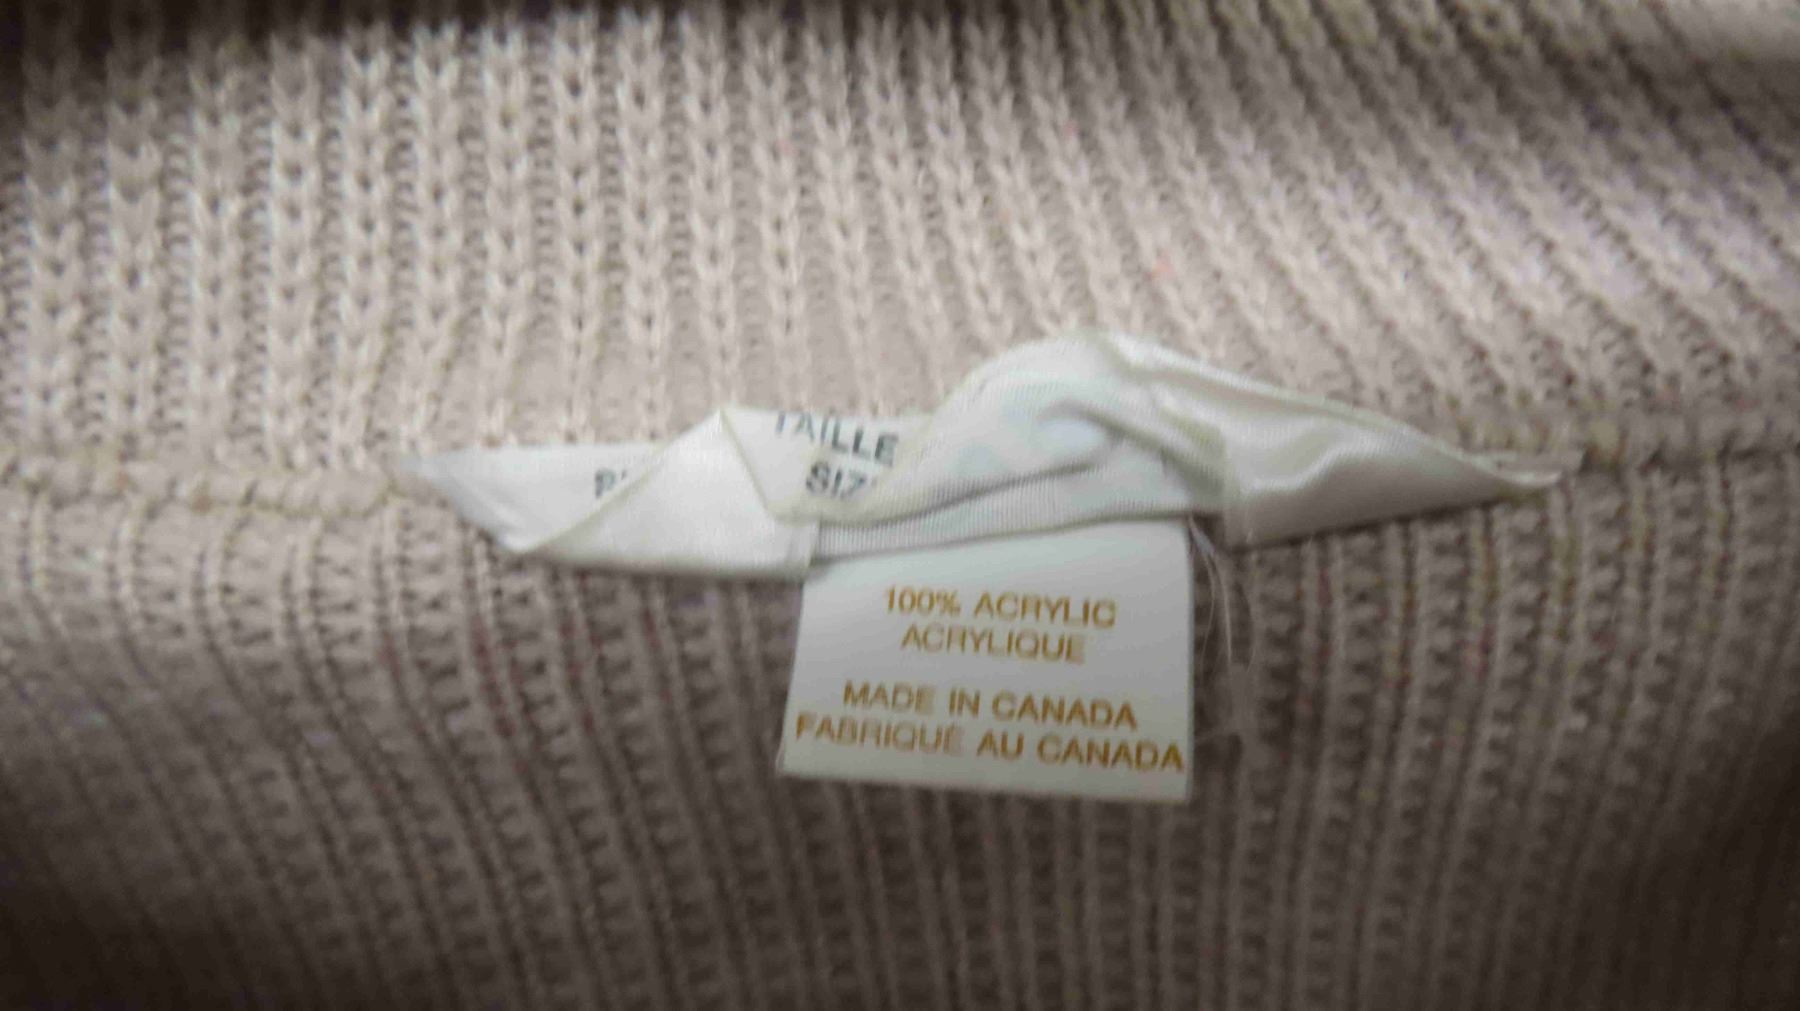 TAILLE
100% ACRYLIC
ACRYLIQUE
MADE IN CANADA
FABRIQUÉ AU CANADA